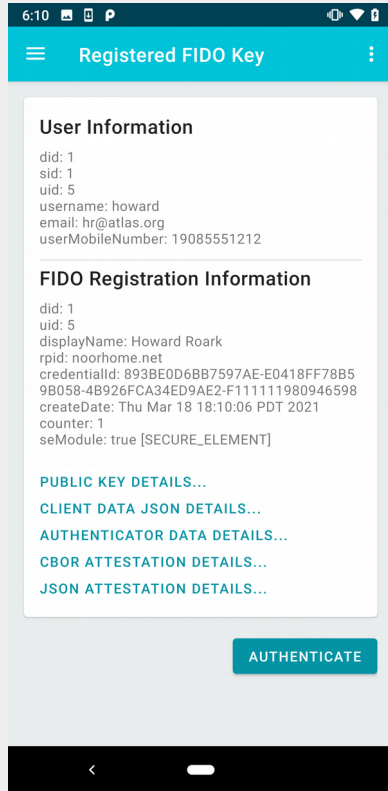 6:10
Registered FIDO Key
User Information
did: 1
sid: 1
uid: 5
username: howard
email: hr@atlas.org
userMobileNumber: 19085551212
FIDO Registration Information
did: 1
uid: 5
displayName: Howard Roark
rpid: noorhome.net
credentialId: 893BE0D6BB7597AE-E0418FF78B5
9B058-4B926FCA34ED9AE2-F111111980946598
createDate: Thu Mar 18 18:10:06 PDT 2021
counter: 1
seModule: true [SECURE_ELEMENT]
PUBLIC KEY DETAILS...
CLIENT DATA JSON DETAILS...
AUTHENTICATOR DATA DETAILS...
CBOR ATTESTATION DETAILS...
JSON ATTESTATION DETAILS...
AUTHENTICATE